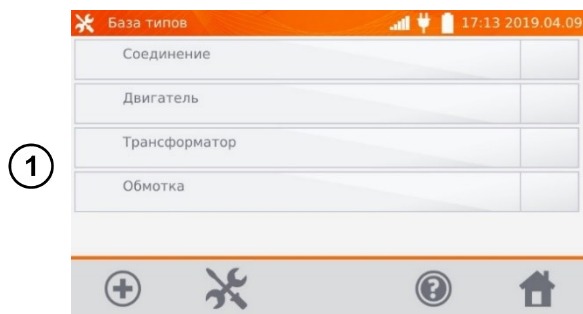 База типов 17:13 2019.04.09
Соединение
Двигатель
Трансформатор
1
Обмотка